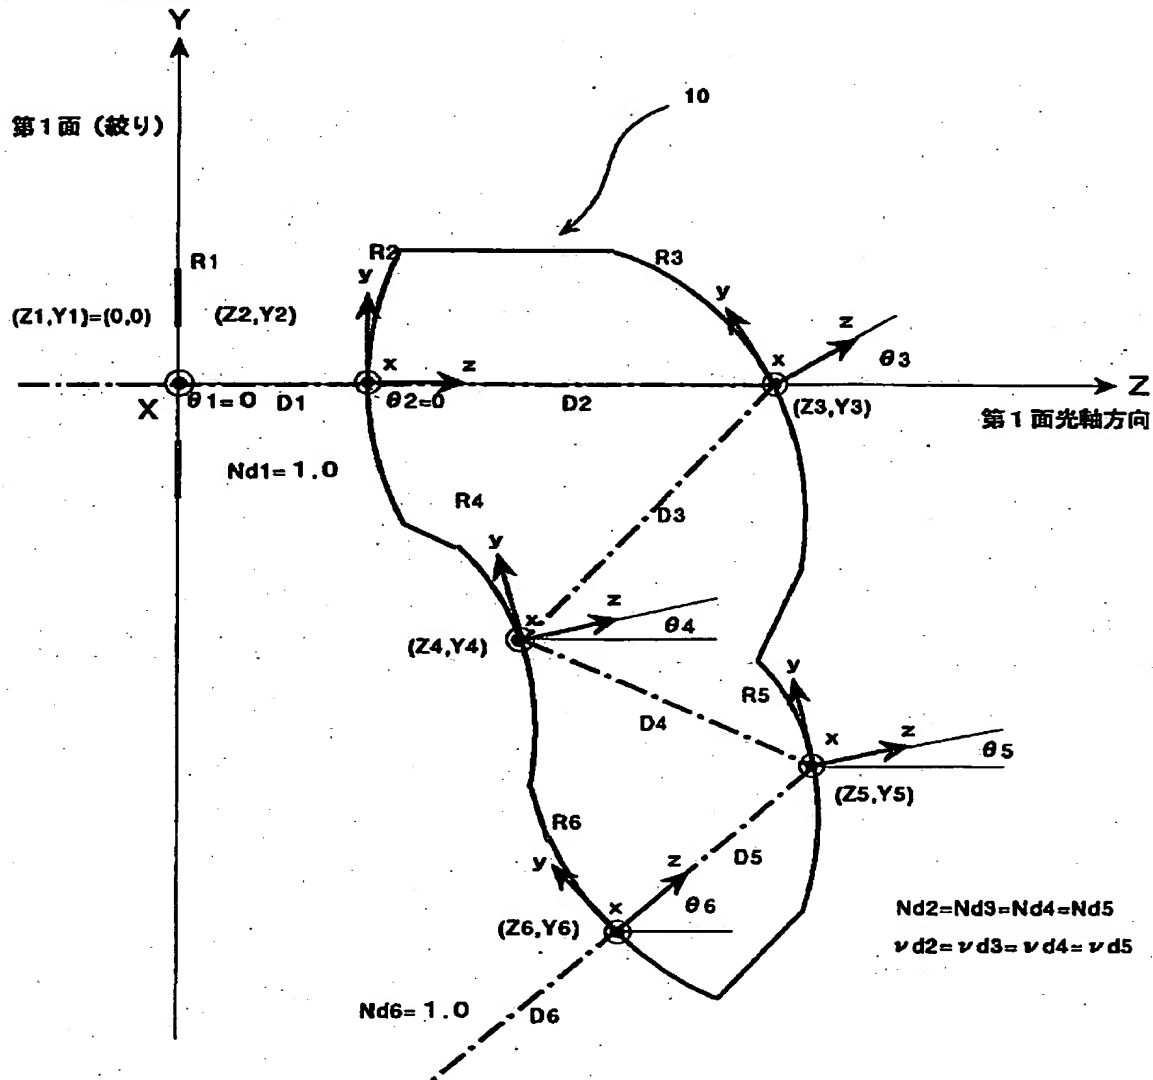 Y
10
第1面（絞り）
R1
R2
R3
y
y
z
θ3
(Z1,Y1)=(0,0)
(Z2,Y2)
x
z
x
Z
X
θ1=0
D1
θ2=0
D2
(Z3,Y3)
第1面光軸方向
Nd1=1.0
R4
D3
y
x
z
θ4
(Z4,Y4)
y
R5
D4
x
z
θ5
(Z5,Y5)
R6
y
z
D5
x
θ6
(Z6,Y6)
Nd2=Nd3=Nd4=Nd5
νd2=νd3=νd4=νd5
Nd6=1.0
D6